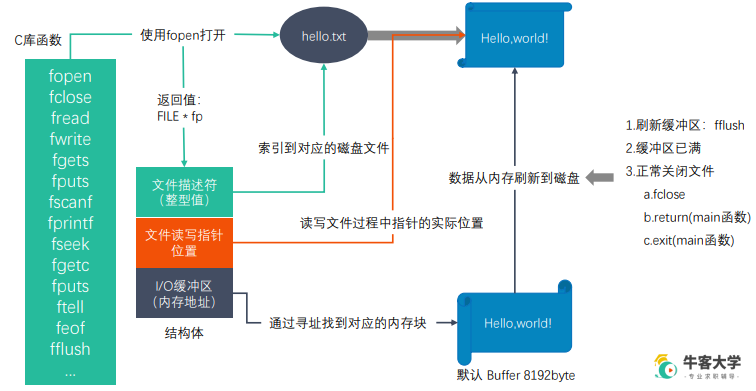 C库函数
fopen
fclose
fread
fwrite
fgets
fputs
fscanf
fprintf
fseek
fgetc
fputs
ftell
feof
fflush
...
使用fopen打开
hello.txt
Hello,world!
返回值：
FILE * fp
索引到对应的磁盘文件
文件描述符
（整型值）
文件读写指针
位置
I/O缓冲区
（内存地址）
结构体
读写文件过程中指针的实际位置
通过寻址找到对应的内存块
数据从内存刷新到磁盘
Hello,world!
默认 Buffer 8192byte
1.刷新缓冲区：fflush
2.缓冲区已满
3.正常关闭文件
a.fclose
b.return(main函数)
c.exit(main函数)
牛客大学
-专业求职辅导-